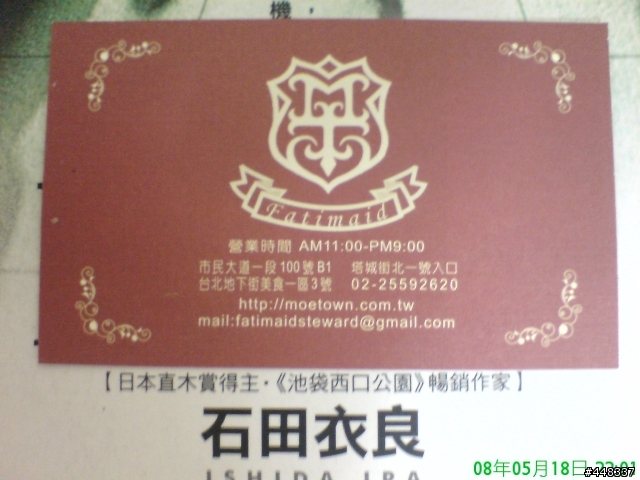 機，
Fatimaid
營業時間 AM11:00-PM9:00
市民大道一段100號B1 塔城街北一號入口
台北地下街美食一區3號 02-25592620
http://moetown.com.tw
mail:fatimaidsteward@gmail.com
【日本直木賞得主·《池袋西口公園》暢銷作家】
石田衣良
ISHIDA IRA
08年05月18日 23:01
#448337